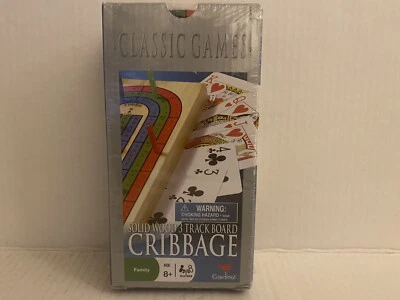 CLASSIC GAMES
WARNING:
CHOKING HAZARD
SOLID WOOD 3 TRACK BOARD
CRIBBAGE
Family
8+
Cardinal